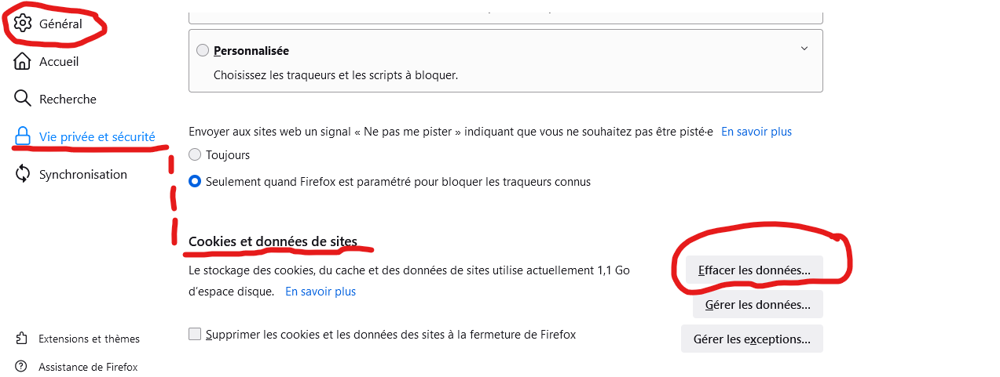 Général
Accueil
Recherche
Vie privée et sécurité
Synchronisation
Extensions et thèmes
Assistance de Firefox
Personnalisée
Choisissez les traqueurs et les scripts à bloquer.
Envoyer aux sites web un signal « Ne pas me pister » indiquant que vous ne souhaitez pas être pisté·e En savoir plus
Toujours
Seulement quand Firefox est paramétré pour bloquer les traqueurs connus
Cookies et données de sites
Le stockage des cookies, du cache et des données de sites utilise actuellement 1,1 Go
d’espace disque. En savoir plus
Supprimer les cookies et les données des sites à la fermeture de Firefox
Effacer les données...
Gérer les données...
Gérer les exceptions...